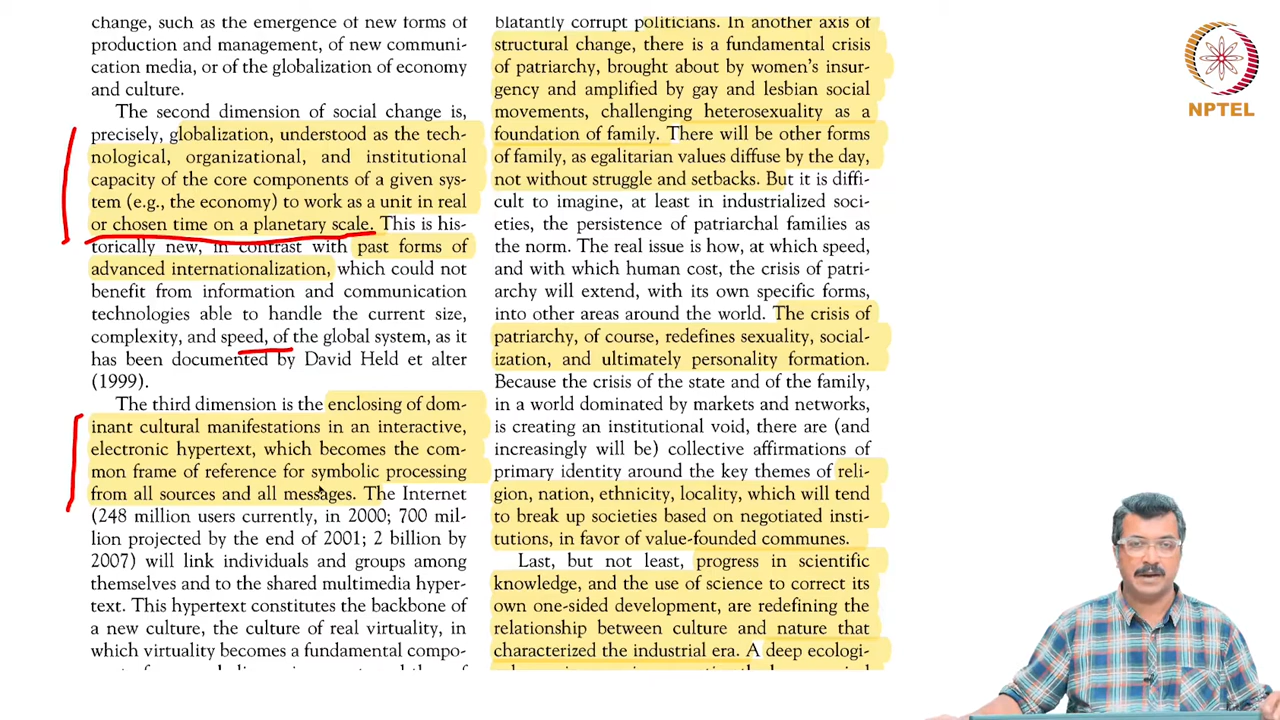 change, such as the emergence of new forms of
production and management, of new communi-
cation media, or of the globalization of economy
and culture.
The second dimension of social change is,
precisely, globalization, understood as the tech-
nological, organizational, and institutional
capacity of the core components of a given sys-
tem (e.g., the economy) to work as a unit in real
or chosen time on a planetary scale. This is his-
torically new, in contrast with past forms of
advanced internationalization, which could not
benefit from information and communication
technologies able to handle the current size,
complexity, and speed, of the global system, as it
has been documented by David Held et alter
(1999).
The third dimension is the enclosing of dom-
inant cultural manifestations in an interactive,
electronic hypertext, which becomes the com-
mon frame of reference for symbolic processing
from all sources and all messages. The Internet
(248 million users currently, in 2000; 700 mil-
lion projected by the end of 2001; 2 billion by
2007) will link individuals and groups among
themselves and to the shared multimedia hyper-
text. This hypertext constitutes the backbone of
a new culture, the culture of real virtuality, in
which virtuality becomes a fundamental compo-
blatantly corrupt politicians. In another axis of
structural change, there is a fundamental crisis
of patriarchy, brought about by women's insur-
gency and amplified by gay and lesbian social
movements, challenging heterosexuality as a
foundation of family. There will be other forms
of family, as egalitarian values diffuse by the day,
not without struggle and setbacks. But it is diffi-
cult to imagine, at least in industrialized soci-
eties, the persistence of patriarchal families as
the norm. The real issue is how, at which speed,
and with which human cost, the crisis of patri-
archy will extend, with its own specific forms,
into other areas around the world. The crisis of
patriarchy, of course, redefines sexuality, social-
ization, and ultimately personality formation.
Because the crisis of the state and of the family,
in a world dominated by markets and networks,
is creating an institutional void, there are (and
increasingly will be) collective affirmations of
primary identity around the key themes of reli-
gion, nation, ethnicity, locality, which will tend
to break up societies based on negotiated insti-
tutions, in favor of value-founded communes.
Last, but not least, progress in scientific
knowledge, and the use of science to correct its
own one-sided development, are redefining the
relationship between culture and nature that
characterized the industrial era. A deep ecologi-
NPTEL